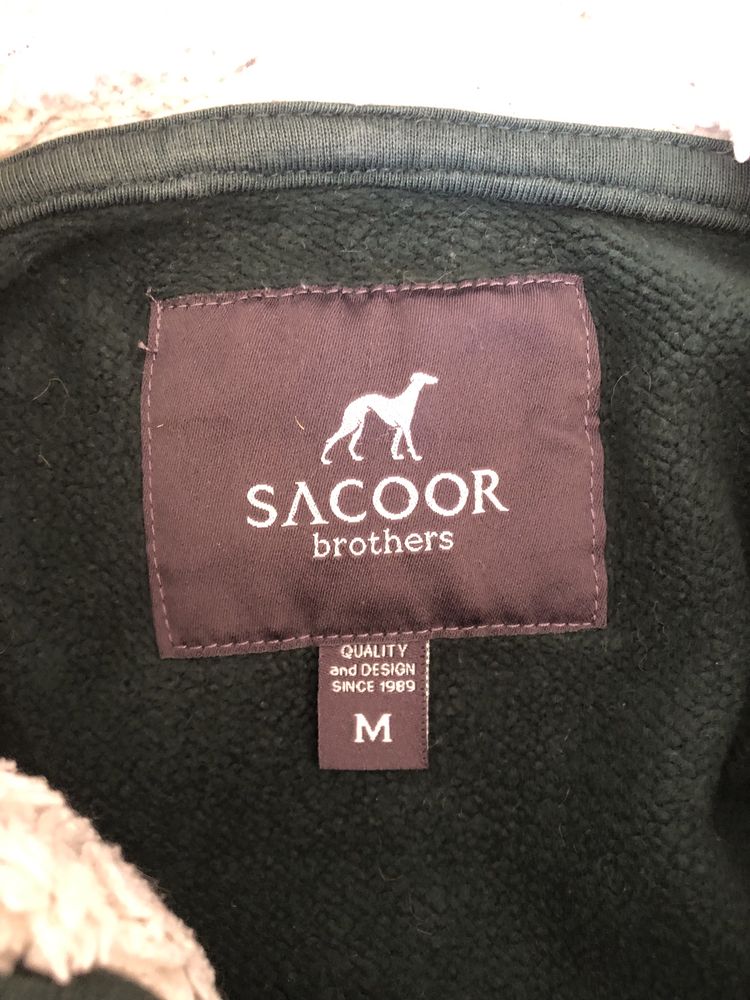 SACOOR
brothers
QUALITY
and DESIGN
SINCE 1989
M